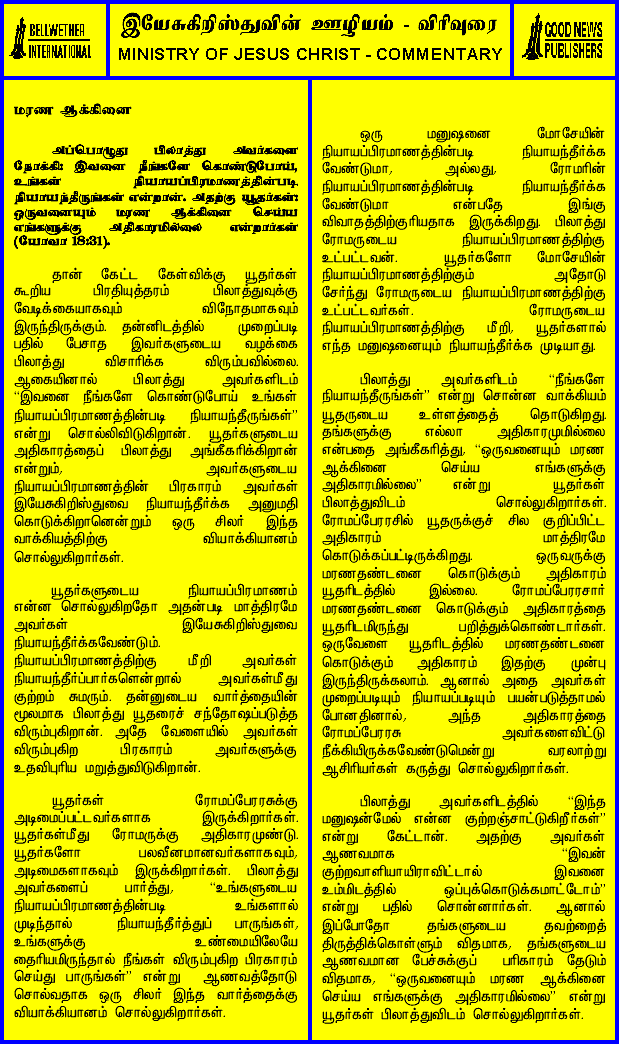 BELLWETHER
INTERNATIONAL
இயேசுகிறிஸ்துவின் ஊழியம் - விரிவுரை
MINISTRY OF JESUS CHRIST - COMMENTARY
GOOD NEWS
PUBLISHERS
மரண ஆக்கினை
அப்பொழுது பிலாத்து அவர்களை
நோக்கி: இவனை நீங்களே கொண்டுபோய்,
உங்கள் நியாயப்பிரமாணத்தின்படி
நியாயந்தீருங்கள் என்றான். அதற்கு யூதர்கள்:
ஒருவனையும் மரண ஆக்கினை செய்ய
எங்களுக்கு அதிகாரமில்லை என்றார்கள்
(யோவா 18:31).
தான் கேட்ட கேள்விக்கு யூதர்கள்
கூறிய பிரதியுத்தரம் பிலாத்துவுக்கு
வேடிக்கையாகவும் விநோதமாகவும்
இருந்திருக்கும். தன்னிடத்தில் முறைப்படி
பதில் பேசாத இவர்களுடைய வழக்கை
பிலாத்து விசாரிக்க விரும்பவில்லை.
ஆகையினால் பிலாத்து அவர்களிடம்
“இவனை நீங்களே கொண்டுபோய் உங்கள்
நியாயப்பிரமாணத்தின்படி நியாயந்தீருங்கள்”
என்று சொல்லிவிடுகிறான். யூதர்களுடைய
அதிகாரத்தைப் பிலாத்து அங்கீகரிக்கிறான்
என்றும், அவர்களுடைய
நியாயப்பிரமாணத்தின் பிரகாரம் அவர்கள்
இயேசுகிறிஸ்துவை நியாயந்தீர்க்க அனுமதி
கொடுக்கிறானென்றும் ஒரு சிலர் இந்த
வாக்கியத்திற்கு வியாக்கியானம்
சொல்லுகிறார்கள்.
யூதர்களுடைய நியாயப்பிரமாணம்
என்ன சொல்லுகிறதோ அதன்படி மாத்திரமே
அவர்கள் இயேசுகிறிஸ்துவை
நியாயந்தீர்க்கவேண்டும்.
நியாயப்பிரமாணத்திற்கு மீறி அவர்கள்
நியாயந்தீர்ப்பார்களென்றால் அவர்கள்மீது
குற்றம் சுமரும். தன்னுடைய வார்த்தையின்
மூலமாக பிலாத்து யூதரைச் சந்தோஷப்படுத்த
விரும்புகிறான். அதே வேளையில் அவர்கள்
விரும்புகிற பிரகாரம் அவர்களுக்கு
உதவிபுரிய மறுத்துவிடுகிறான்.
யூதர்கள் ரோமப்பேரரசுக்கு
அடிமைப்பட்டவர்களாக இருக்கிறார்கள்.
யூதர்கள்மீது ரோமருக்கு அதிகாரமுண்டு.
யூதர்களோ பலவீனமானவர்களாகவும்,
அடிமைகளாகவும் இருக்கிறார்கள். பிலாத்து
அவர்களைப் பார்த்து, “உங்களுடைய
நியாயப்பிரமாணத்தின்படி உங்களால்
முடிந்தால் நியாயந்தீர்த்துப் பாருங்கள்,
உங்களுக்கு உண்மையிலேயே
தைரியமிருந்தால் நீங்கள் விரும்புகிற பிரகாரம்
செய்து பாருங்கள்” என்று ஆணவத்தோடு
சொல்வதாக ஒரு சிலர் இந்த வார்த்தைக்கு
வியாக்கியானம் சொல்லுகிறார்கள்.
ஒரு மனுஷனை மோசேயின்
நியாயப்பிரமாணத்தின்படி நியாயந்தீர்க்க
வேண்டுமா, அல்லது, ரோமரின்
நியாயப்பிரமாணத்தின்படி நியாயந்தீர்க்க
வேண்டுமா என்பதே இங்கு
விவாதத்திற்குரியதாக இருக்கிறது. பிலாத்து
ரோமருடைய நியாயப்பிரமாணத்திற்கு
உட்பட்டவன். யூதர்களோ மோசேயின்
நியாயப்பிரமாணத்திற்கும் அதோடு
சேர்ந்து ரோமருடைய நியாயப்பிரமாணத்திற்கு
உட்பட்டவர்கள். ரோமருடைய
நியாயப்பிரமாணத்திற்கு மீறி, யூதர்களால்
எந்த மனுஷனையும் நியாயந்தீர்க்க முடியாது.
பிலாத்து அவர்களிடம் “நீங்களே
நியாயந்தீருங்கள்” என்று சொன்ன வாக்கியம்
யூதருடைய உள்ளத்தைத் தொடுகிறது.
தங்களுக்கு எல்லா அதிகாரமுமில்லை
என்பதை அங்கீகரித்து, “ஒருவனையும் மரண
ஆக்கினை செய்ய எங்களுக்கு
அதிகாரமில்லை” என்று யூதர்கள்
பிலாத்துவிடம் சொல்லுகிறார்கள்.
ரோமப்பேரரசில் யூதருக்குச் சில குறிப்பிட்ட
அதிகாரம் மாத்திரமே
கொடுக்கப்பட்டிருக்கிறது. ஒருவருக்கு
மரணதண்டனை கொடுக்கும் அதிகாரம்
யூதரிடத்தில் இல்லை. ரோமப்பேரரசார்
மரணதண்டனை கொடுக்கும் அதிகாரத்தை
யூதரிடமிருந்து பறித்துக்கொண்டார்கள்.
ஒருவேளை யூதரிடத்தில் மரணதண்டனை
கொடுக்கும் அதிகாரம் இதற்கு முன்பு
இருந்திருக்கலாம். ஆனால் அதை அவர்கள்
முறைப்படியும் நியாயப்படியும் பயன்படுத்தாமல்
போனதினால், அந்த அதிகாரத்தை
ரோமப்பேரரசு அவர்களைவிட்டு
நீக்கியிருக்கவேண்டுமென்று வரலாற்று
ஆசிரியர்கள் கருத்து சொல்லுகிறார்கள்.
பிலாத்து அவர்களிடத்தில் “இந்த
மனுஷன்மேல் என்ன குற்றஞ்சாட்டுகிறீர்கள்”
என்று கேட்டான். அதற்கு அவர்கள்
ஆணவமாக “இவன்
குற்றவாளியாயிராவிட்டால் இவனை
உம்மிடத்தில் ஒப்புக்கொடுக்கமாட்டோம்”
என்று பதில் சொன்னார்கள். ஆனால்
இப்போதோ தங்களுடைய தவற்றைத்
திருத்திக்கொள்ளும் விதமாக, தங்களுடைய
ஆணவமான பேச்சுக்குப் பரிகாரம் தேடும்
விதமாக, “ஒருவனையும் மரண ஆக்கினை
செய்ய எங்களுக்கு அதிகாரமில்லை” என்று
யூதர்கள் பிலாத்துவிடம் சொல்லுகிறார்கள்.